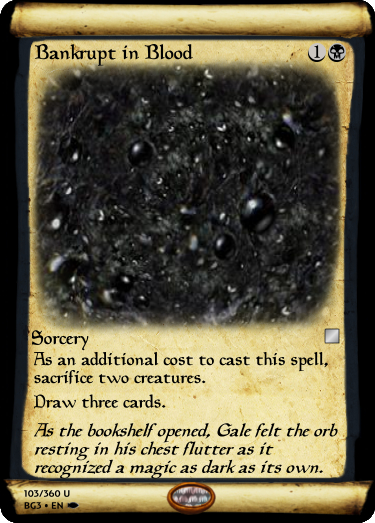 Bankrupt in Blood 1
Sorcery
As an additional cost to cast this spell,
sacrifice two creatures.
Draw three cards.
As the bookshelf opened, Gale felt the orb
resting in his chest flutter as it
recognized a magic as dark as its own.
103/360 U
BG3 • EN